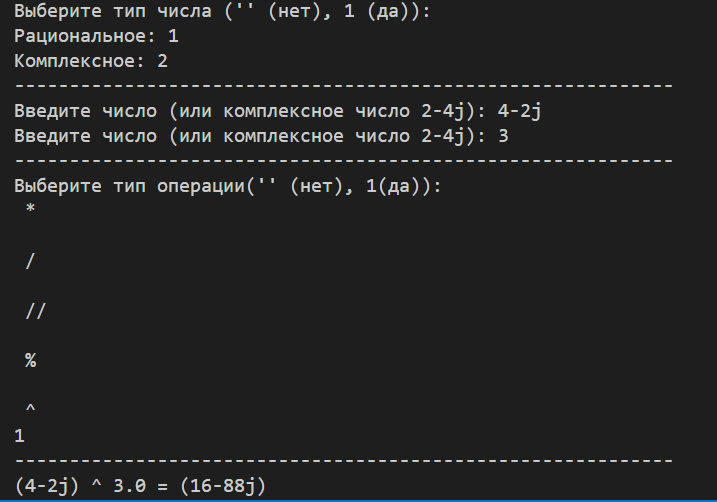 Выберите тип числа ('' (нет), 1 (да)):
Рациональное: 1
Комплексное: 2
------------------------------------------------------------
Введите число (или комплексное число 2-4j): 4-2j
Введите число (или комплексное число 2-4j): 3
------------------------------------------------------------
Выберите тип операции('' (нет), 1(да)):
*
/
//
%
^
1
------------------------------------------------------------
(4-2j) ^ 3.0 = (16-88j)